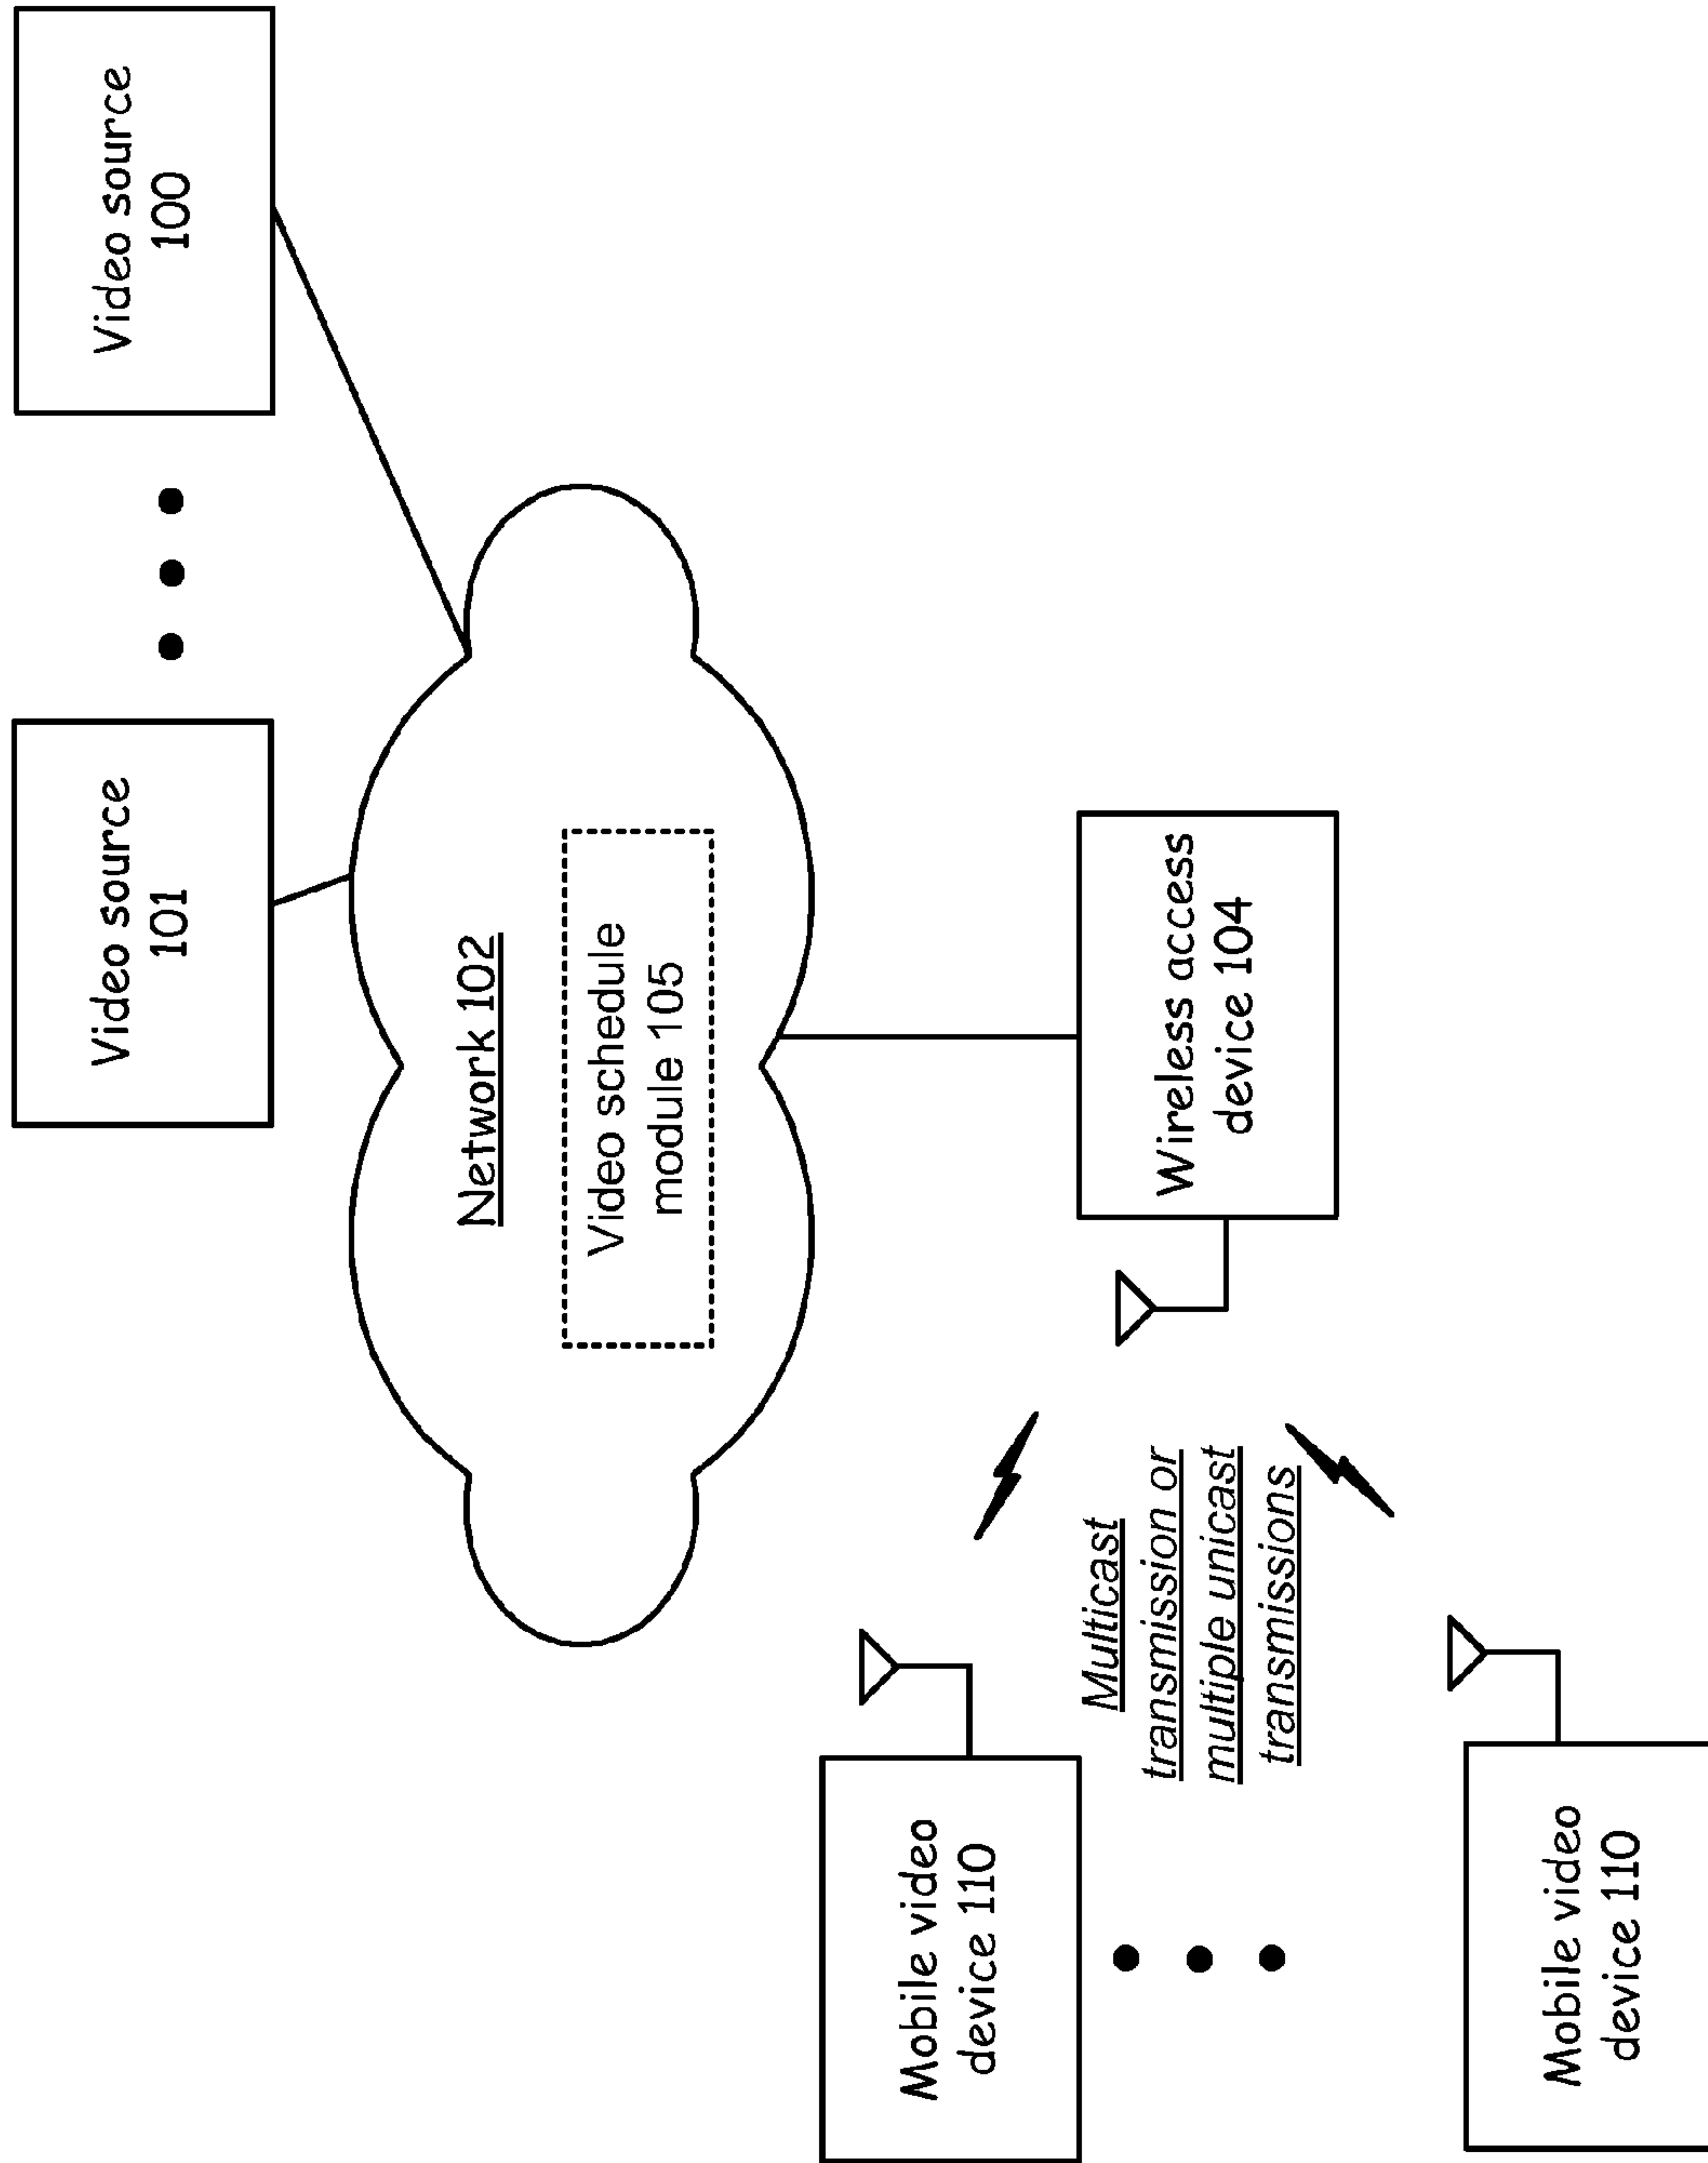 Video source
101
Video source
100
Network 102
Video schedule
module 105
Wireless access
device 104
Multicast
transmission or
multiple unicast
transmissions
Mobile video
device 110
Mobile video
device 110